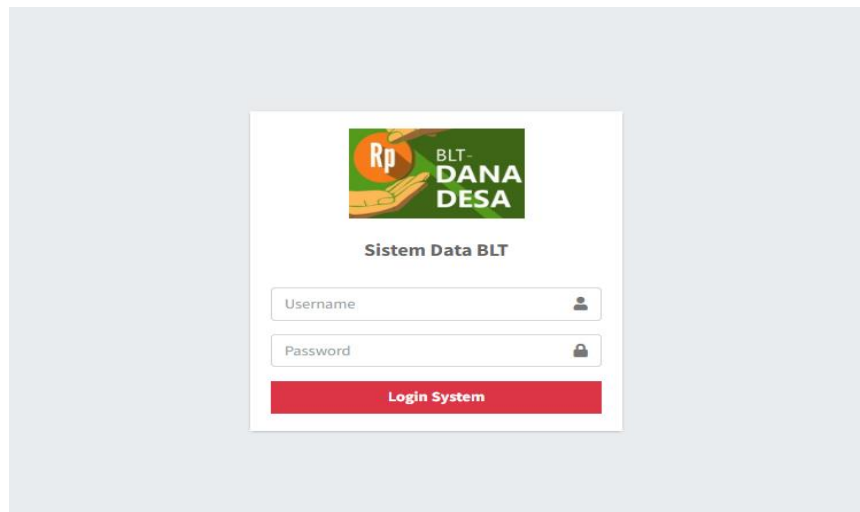 Rp
BLT-
DANA
DESA
Sistem Data BLT
Username
Password
Login System